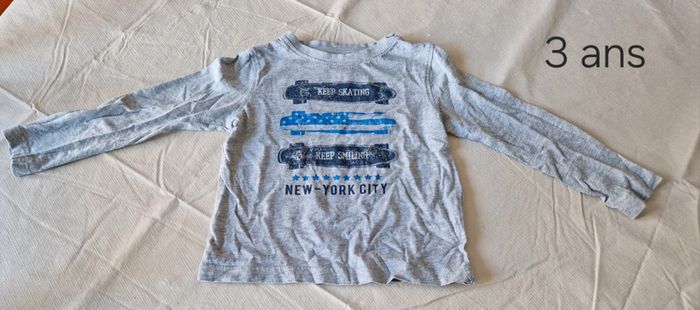 3 ans
KEEP SKATING
KEEP SMILING
NEW-YORK CITY